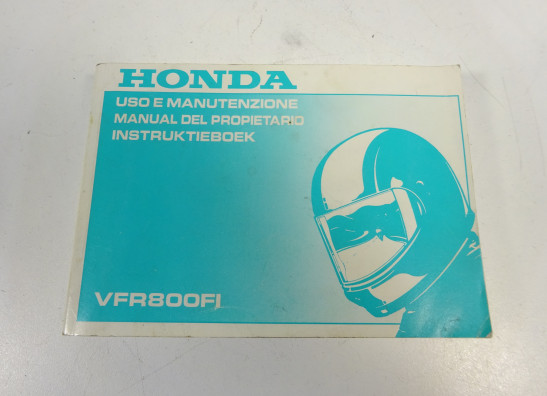 HONDA
USO E MANUTENZIONE
MANUAL DEL PROPIETARIO
INSTRUKTIEBOEK
VFR800FI